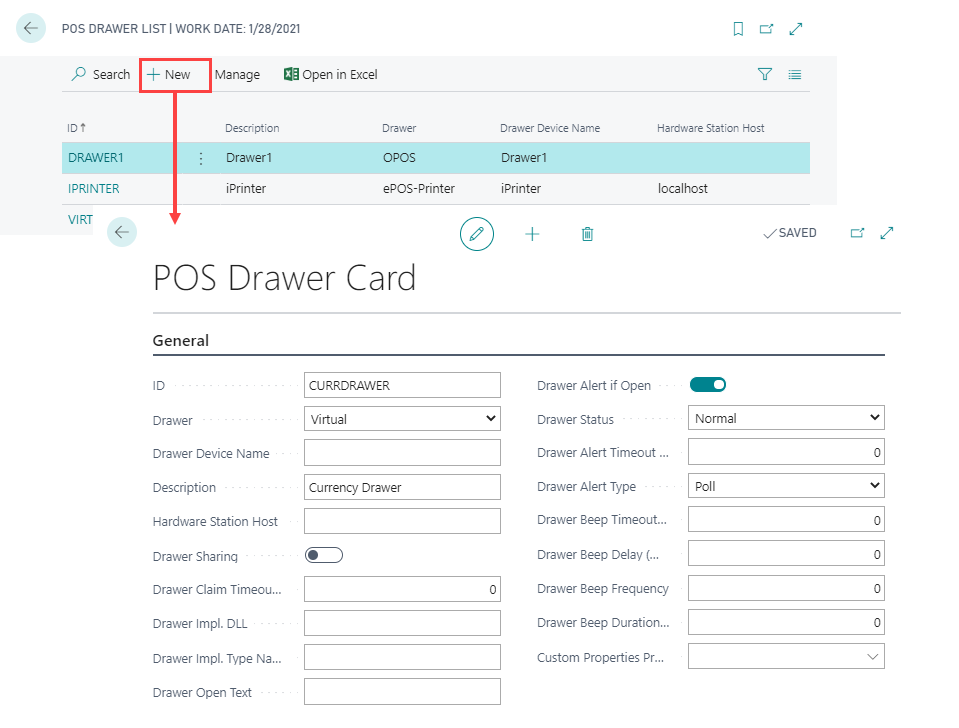 POS DRAWER LIST | WORK DATE: 1/28/2021
Search New Manage Open in Excel
ID↑ Description Drawer Drawer Device Name Hardware Station Host
DRAWER1 Drawer1 OPOS Drawer1
IPRINTER iPrinter ePOS-Printer iPrinter localhost
VIRT
SAVED
POS Drawer Card
General
ID CURRDRAWER Drawer Alert if Open
Drawer Virtual Drawer Status Normal
Drawer Device Name Drawer Alert Timeout ... 0
Description Currency Drawer Drawer Alert Type Poll
Hardware Station Host Drawer Beep Timeout... 0
Drawer Sharing Drawer Beep Delay (... 0
Drawer Claim Timeou... 0 Drawer Beep Frequency 0
Drawer Impl. DLL Drawer Beep Duration... 0
Drawer Impl. Type Na... Custom Properties Pr...
Drawer Open Text